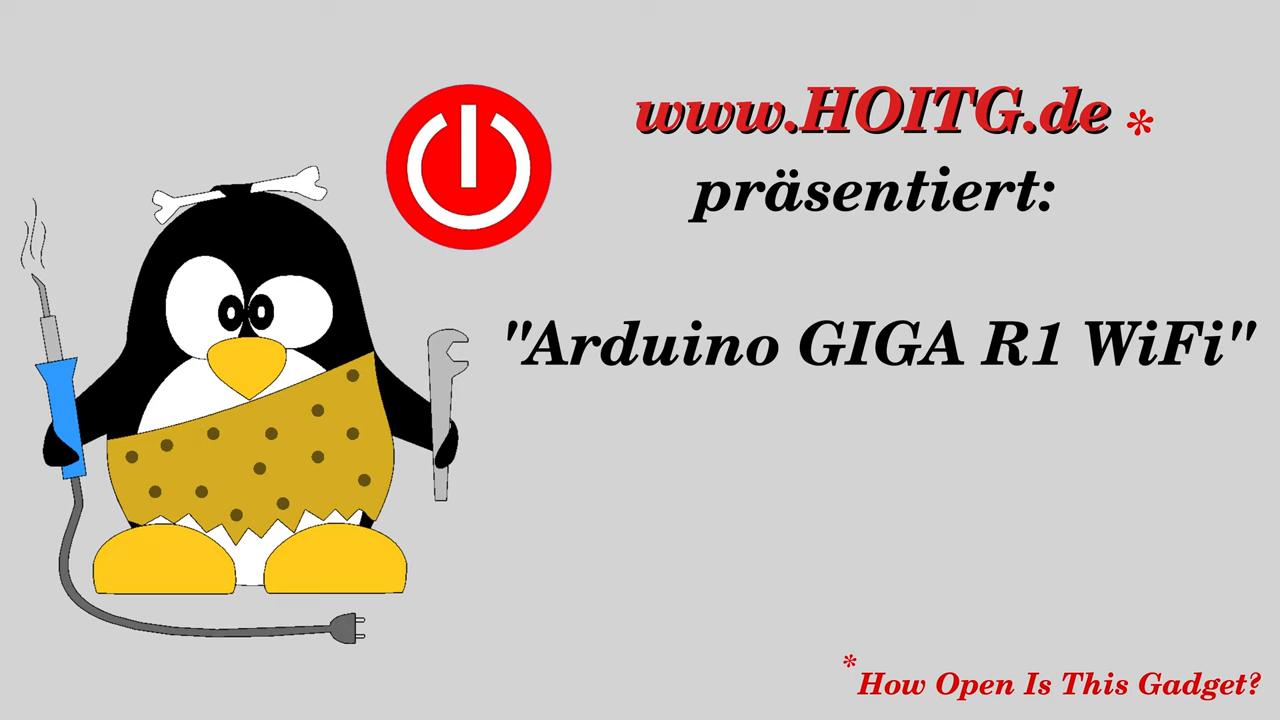 www.HOITG.de *
präsentiert:
"Arduino GIGA R1 WiFi"
*How Open Is This Gadget?